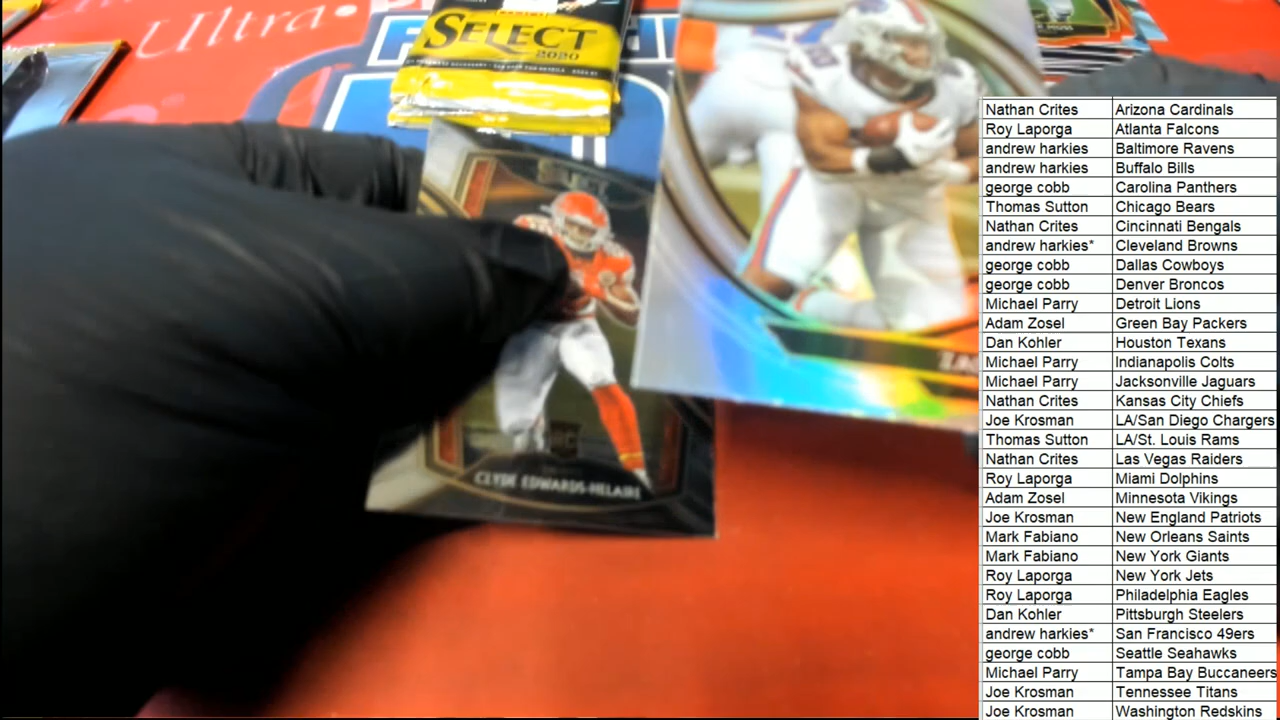 Ultra
SELECT
2020
SELECT
RC
CLYDE EDWARDS-HELAIRE
ZAC
Nathan Crites Arizona Cardinals
Roy Laporga Atlanta Falcons
andrew harkies Baltimore Ravens
andrew harkies Buffalo Bills
george cobb Carolina Panthers
Thomas Sutton Chicago Bears
Nathan Crites Cincinnati Bengals
andrew harkies* Cleveland Browns
george cobb Dallas Cowboys
george cobb Denver Broncos
Michael Parry Detroit Lions
Adam Zosel Green Bay Packers
Dan Kohler Houston Texans
Michael Parry Indianapolis Colts
Michael Parry Jacksonville Jaguars
Nathan Crites Kansas City Chiefs
Joe Krosman LA/San Diego Chargers
Thomas Sutton LA/St. Louis Rams
Nathan Crites Las Vegas Raiders
Roy Laporga Miami Dolphins
Adam Zosel Minnesota Vikings
Joe Krosman New England Patriots
Mark Fabiano New Orleans Saints
Mark Fabiano New York Giants
Roy Laporga New York Jets
Roy Laporga Philadelphia Eagles
Dan Kohler Pittsburgh Steelers
andrew harkies* San Francisco 49ers
george cobb Seattle Seahawks
Michael Parry Tampa Bay Buccaneers
Joe Krosman Tennessee Titans
Joe Krosman Washington Redskins